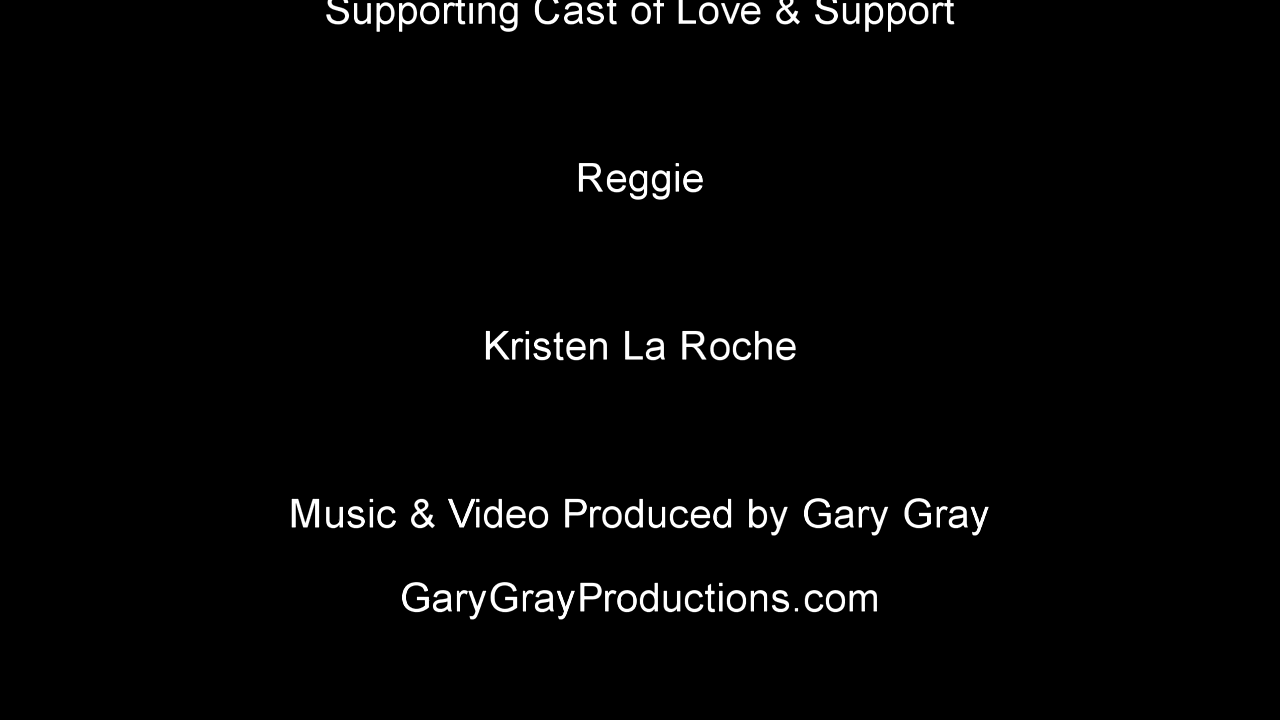 Supporting Cast of Love & Support
Reggie
Kristen La Roche
Music & Video Produced by Gary Gray
GaryGrayProductions.com